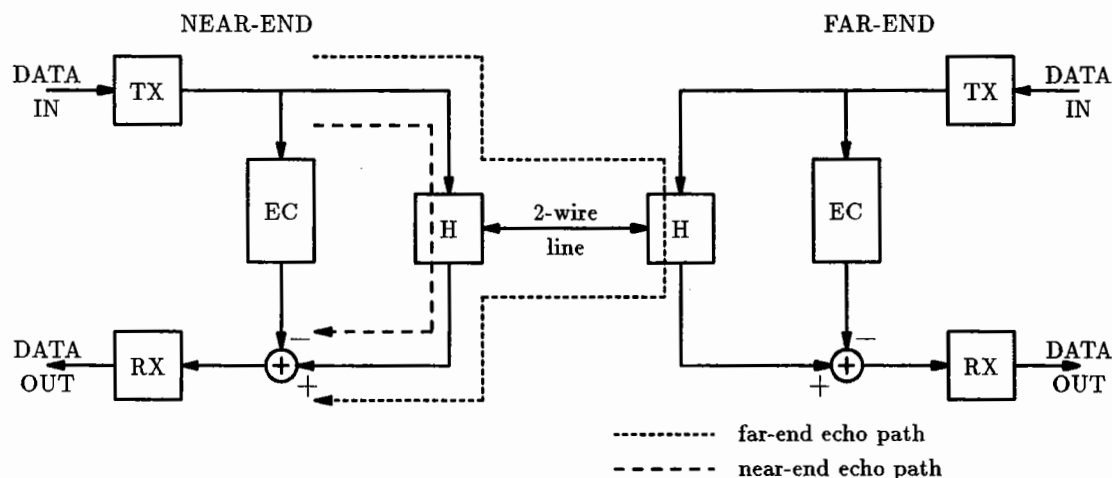 NEAR-END
FAR-END
DATA
IN
TX
TX
DATA
IN
EC
H
2-wire
line
H
EC
DATA
OUT
RX
−
+
+
−
+
+
RX
DATA
OUT
far-end echo path
near-end echo path